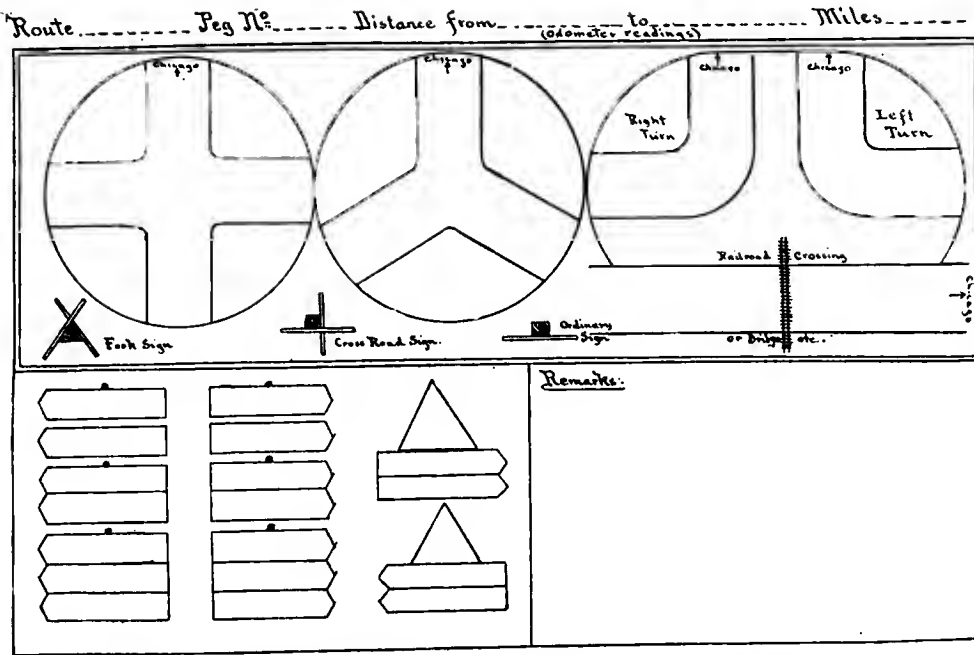 Route Peg No. Distance from to Miles
(odometer readings)
Chicago
Chicago
Chicago
Chicago
Right
Turn
Left
Turn
Railroad Crossing
Chicago
Fork Sign
Cross Road Sign.
Ordinary
Sign
or Bridge etc.
Remarks: